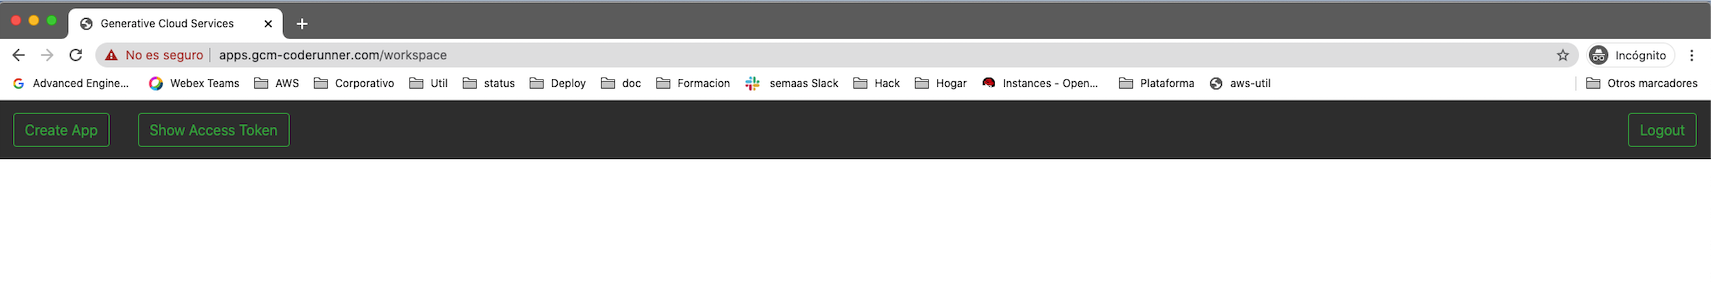 Generative Cloud Services
No es seguro apps.gcm-coderunner.com/workspace Incógnito
Advanced Engine... Webex Teams AWS Corporativo Util status Deploy doc Formacion semaas Slack Hack Hogar Instances - Open... Plataforma aws-util Otros marcadores
Create App Show Access Token Logout